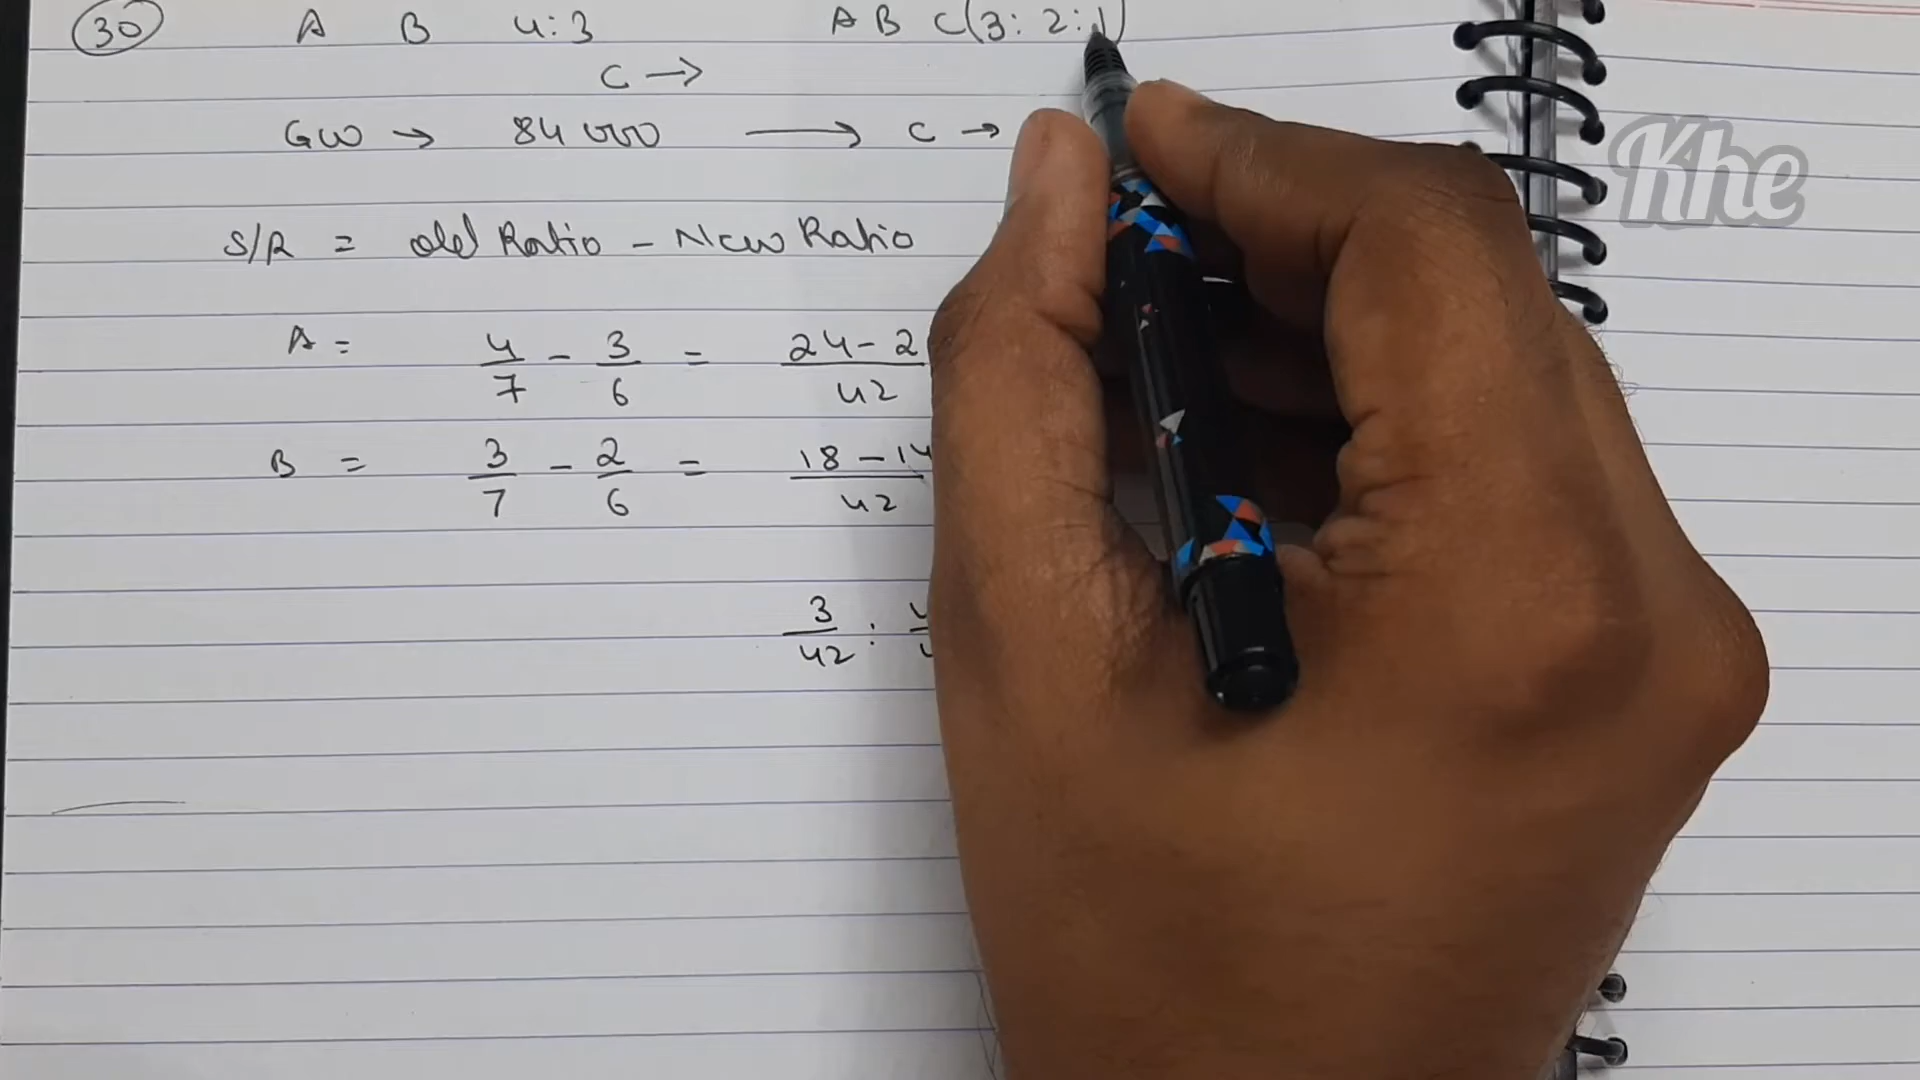 30 A B 4:3 A B C(3:2:1)
C →
GW → 84000 → C →
S/R = Old Ratio - New Ratio
A = 4/7 - 3/6 = 24-2 / 42
B = 3/7 - 2/6 = 18-14 / 42
3/42 :
Khe